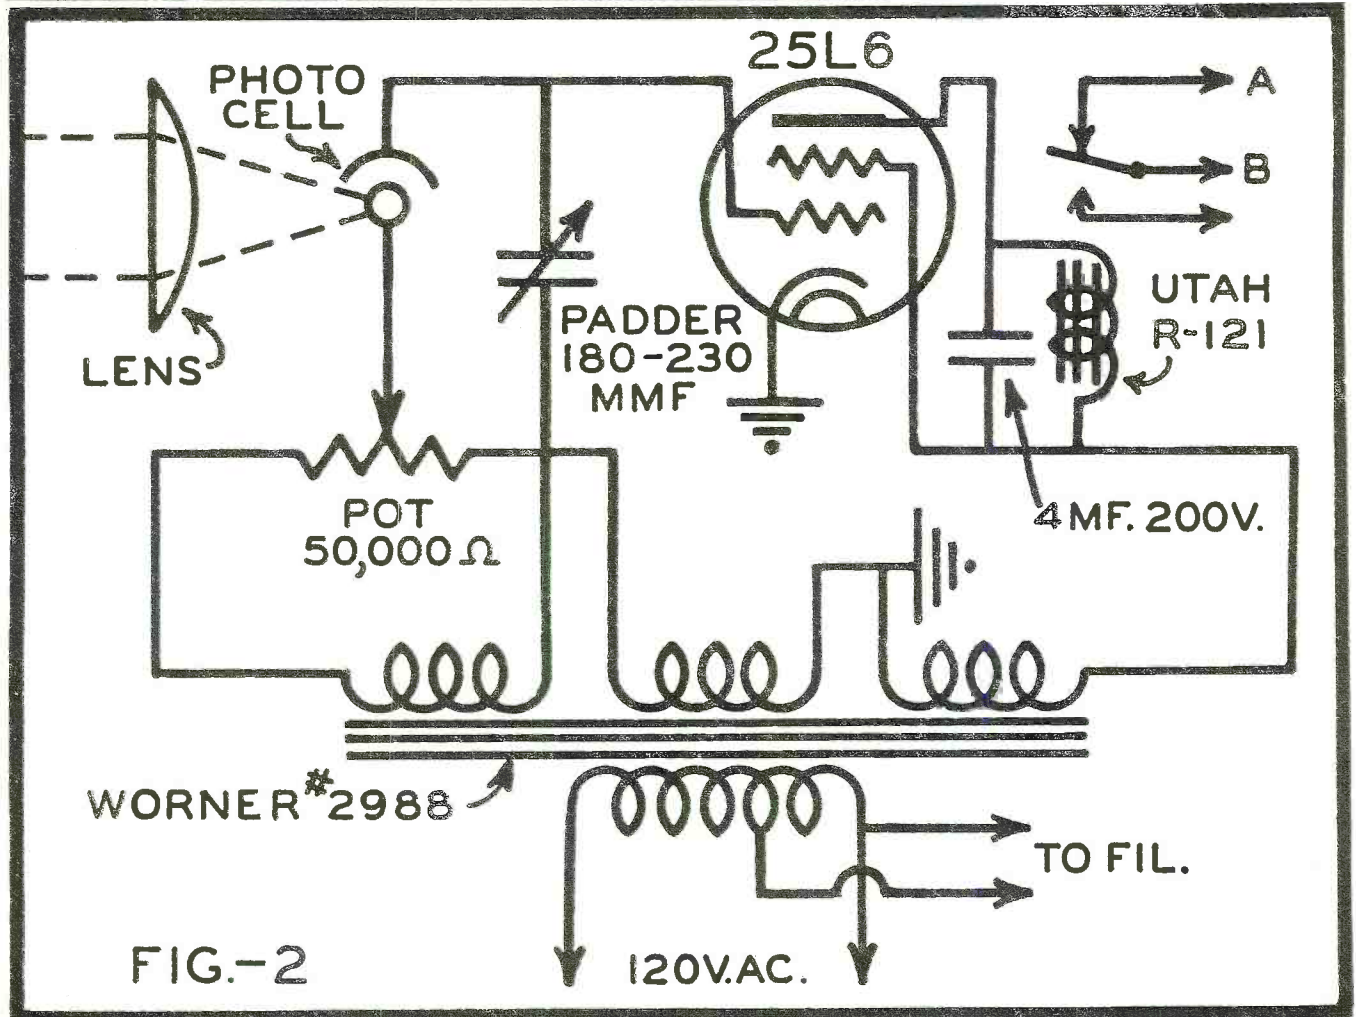 25L6
PHOTO
CELL
A
B
UTAH
R-121
LENS
PADDER
180-230
MMF
POT
50,000 Ω
4 MF. 200V.
WORNER #2988
TO FIL.
FIG.-2
120V.AC.